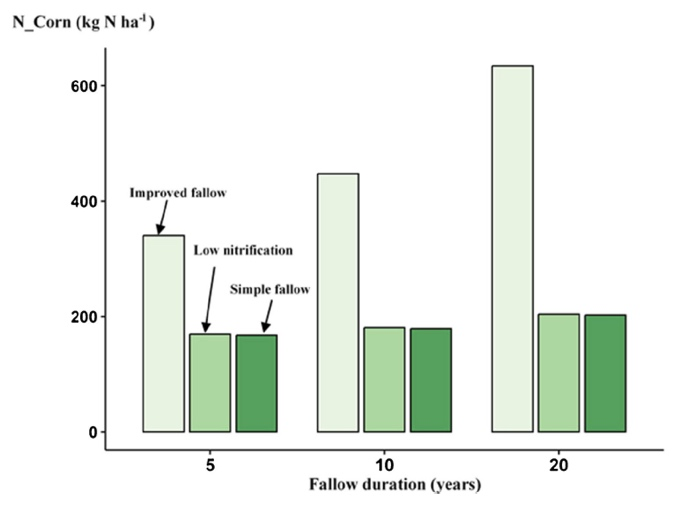 N_Corn (kg N ha⁻¹)
600
400
200
0
Improved fallow
Low nitrification
Simple fallow
5 10 20
Fallow duration (years)